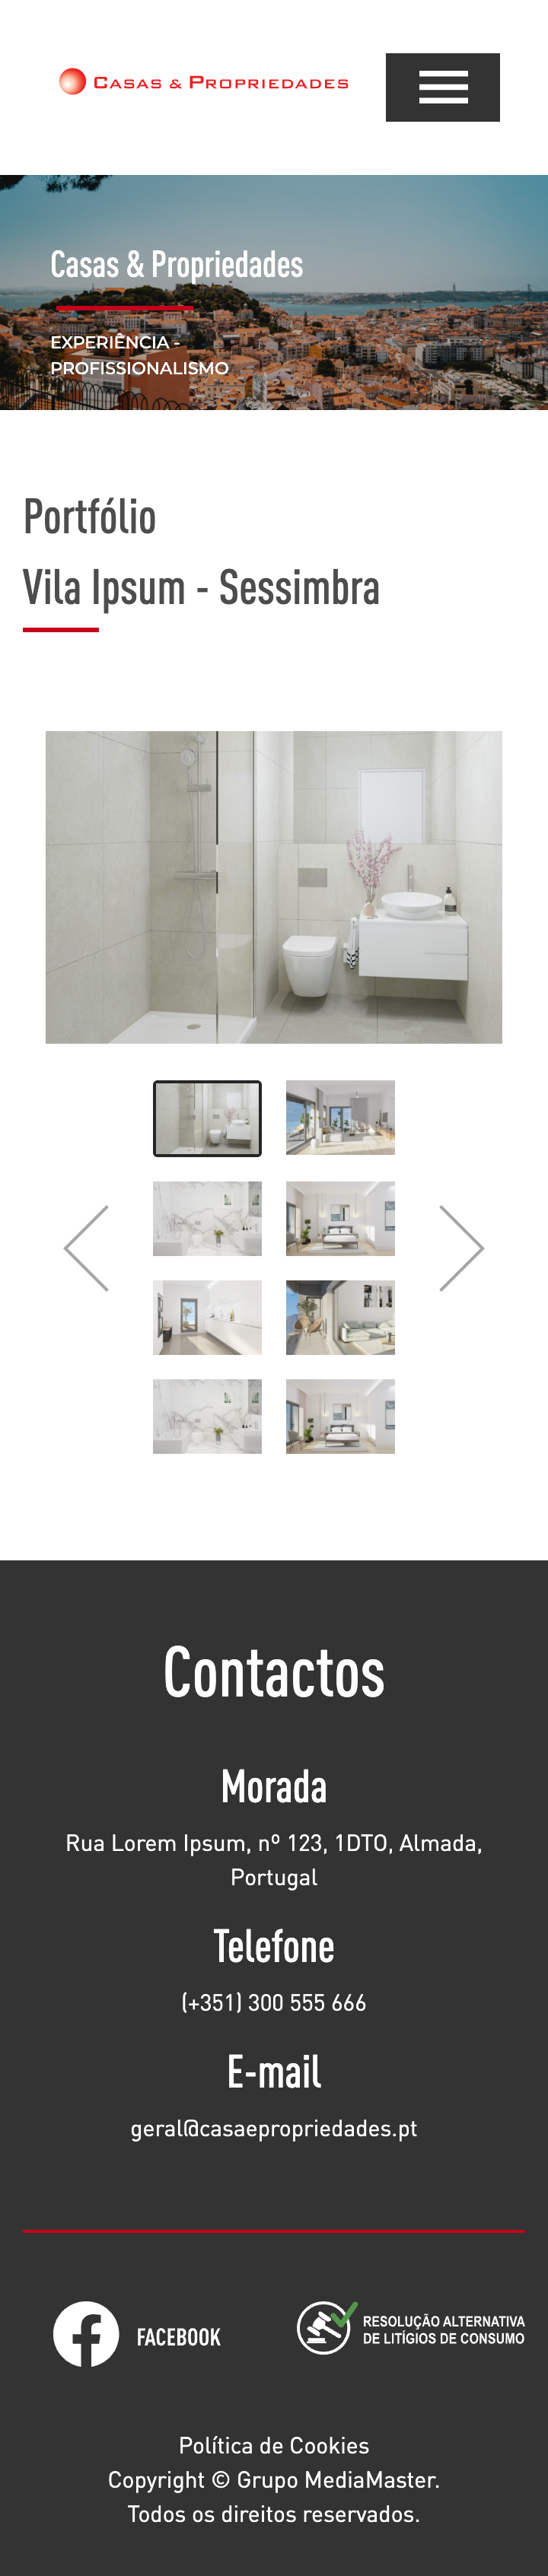 Casas & Propriedades
Casas & Propriedades
EXPERIÊNCIA -
PROFISSIONALISMO
Portfólio
Vila Ipsum - Sessimbra
Contactos
Morada
Rua Lorem Ipsum, nº 123, 1DTO, Almada,
Portugal
Telefone
(+351) 300 555 666
E-mail
geral@casaepropriedades.pt
FACEBOOK
RESOLUÇÃO ALTERNATIVA
DE LITÍGIOS DE CONSUMO
Política de Cookies
Copyright © Grupo MediaMaster.
Todos os direitos reservados.